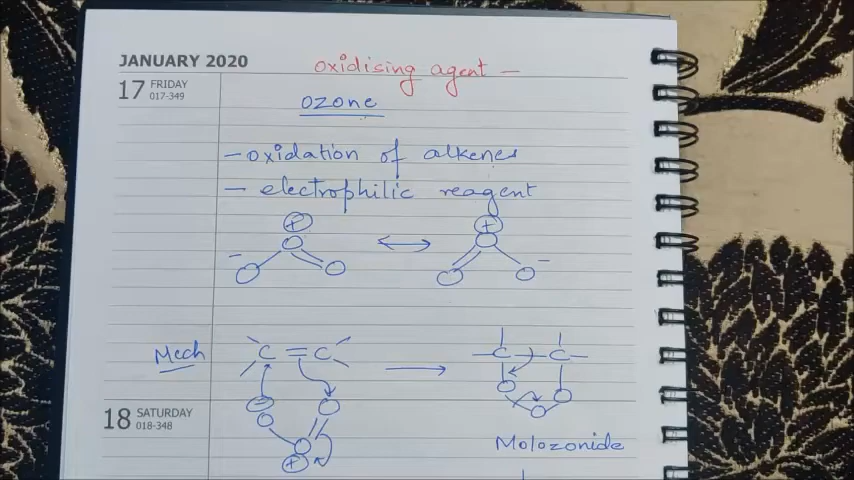 JANUARY 2020
oxidising agent —
17 FRIDAY
017-349
ozone
– oxidation of alkenes
– electrophilic reagent
+ +
O O
– –
O O O O
Mech C = C → – C – C –
– O O O O
18 SATURDAY
018-348
O O
O
+
Molozonide